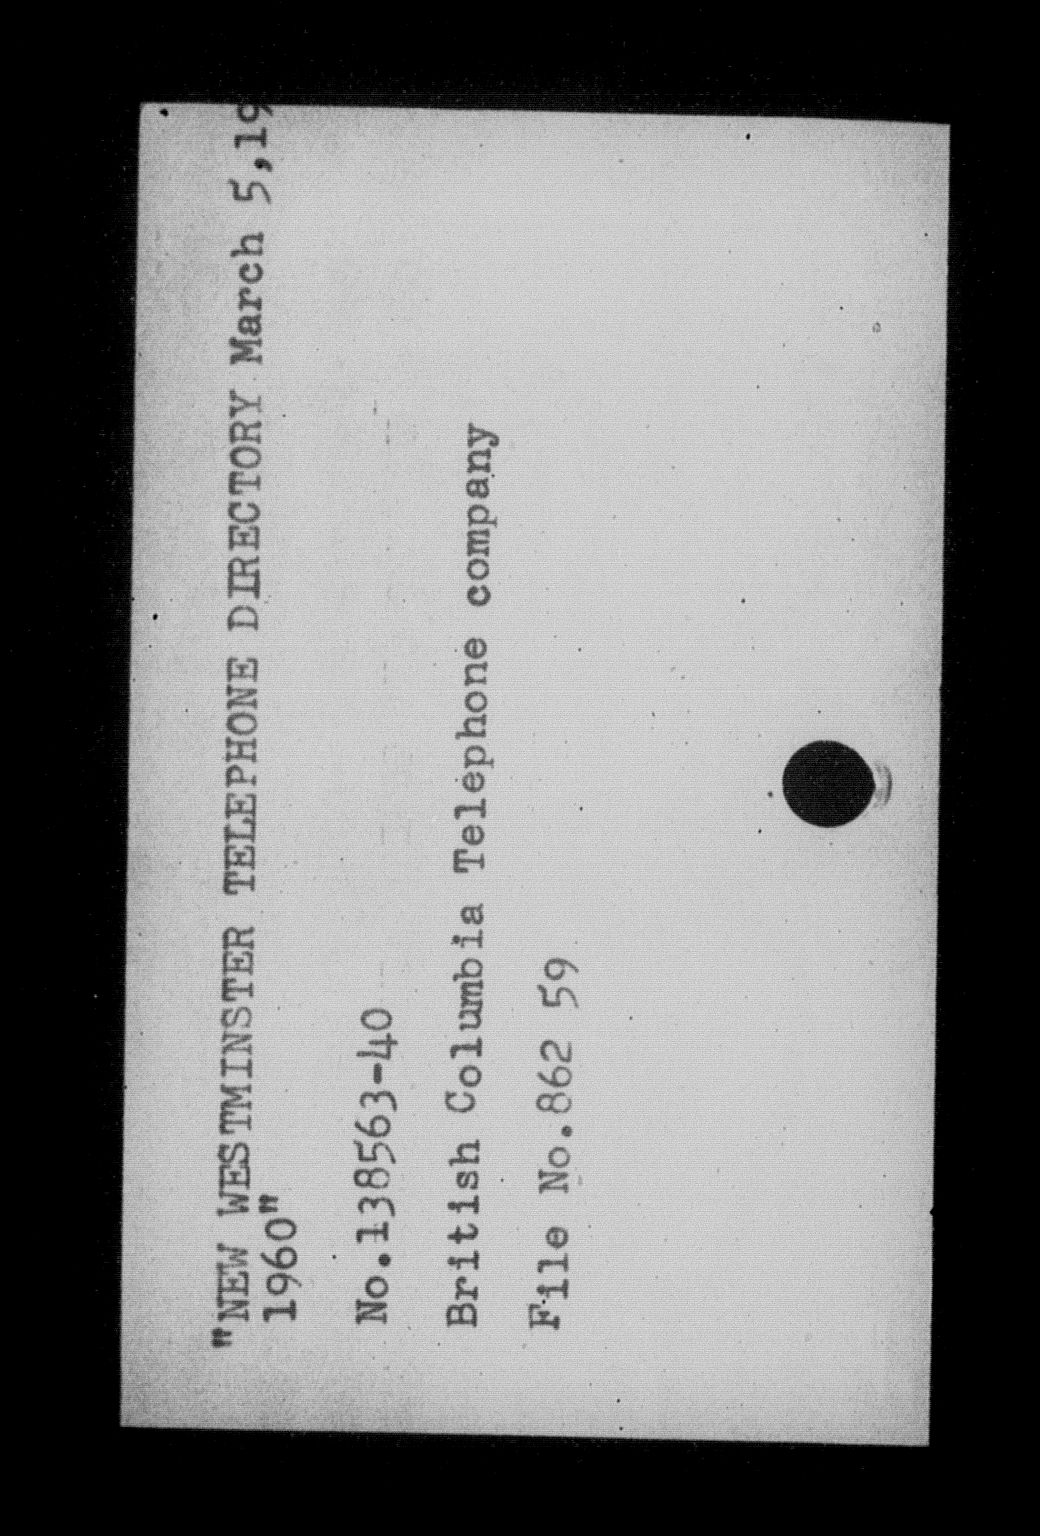 "NEW WESTMINSTER TELEPHONE DIRECTORY March 5,19
1960"
No.138563-40
British Columbia Telephone company
File No.862 59